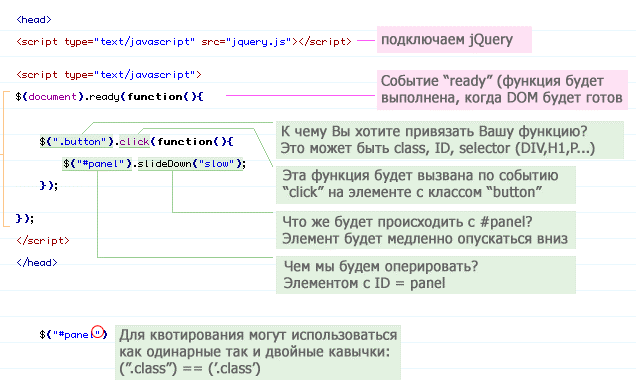 <head>
<script type="text/javascript" src="jquery.js"></script>
подключаем jQuery
<script type="text/javascript">
$(document).ready(function(){
Событие “ready” (функция будет
выполнена, когда DOM будет готов
$(".button").click(function(){
К чему Вы хотите привязать Вашу функцию?
Это может быть class, ID, selector (DIV,H1,P...)
$("#panel").slideDown("slow");
Эта функция будет вызвана по событию
“click” на элементе с классом “button”
});
Что же будет происходить с #panel?
Элемент будет медленно опускаться вниз
});
</script>
</head>
Чем мы будем оперировать?
Элементом с ID = panel
$("#panel")
Для квотирования могут использоваться
как одинарные так и двойные кавычки:
(”.class”) == (’.class’)